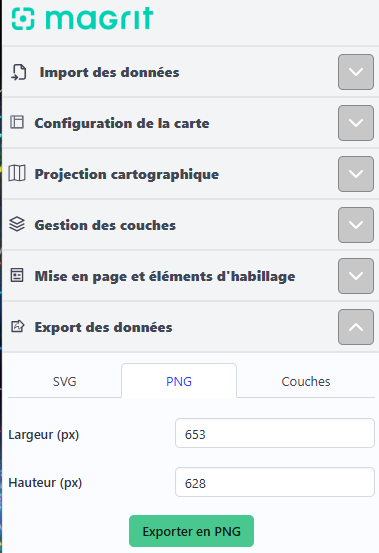 magrit
Import des données
Configuration de la carte
Projection cartographique
Gestion des couches
Mise en page et éléments d'habillage
Export des données
SVG PNG Couches
Largeur (px) 653
Hauteur (px) 628
Exporter en PNG